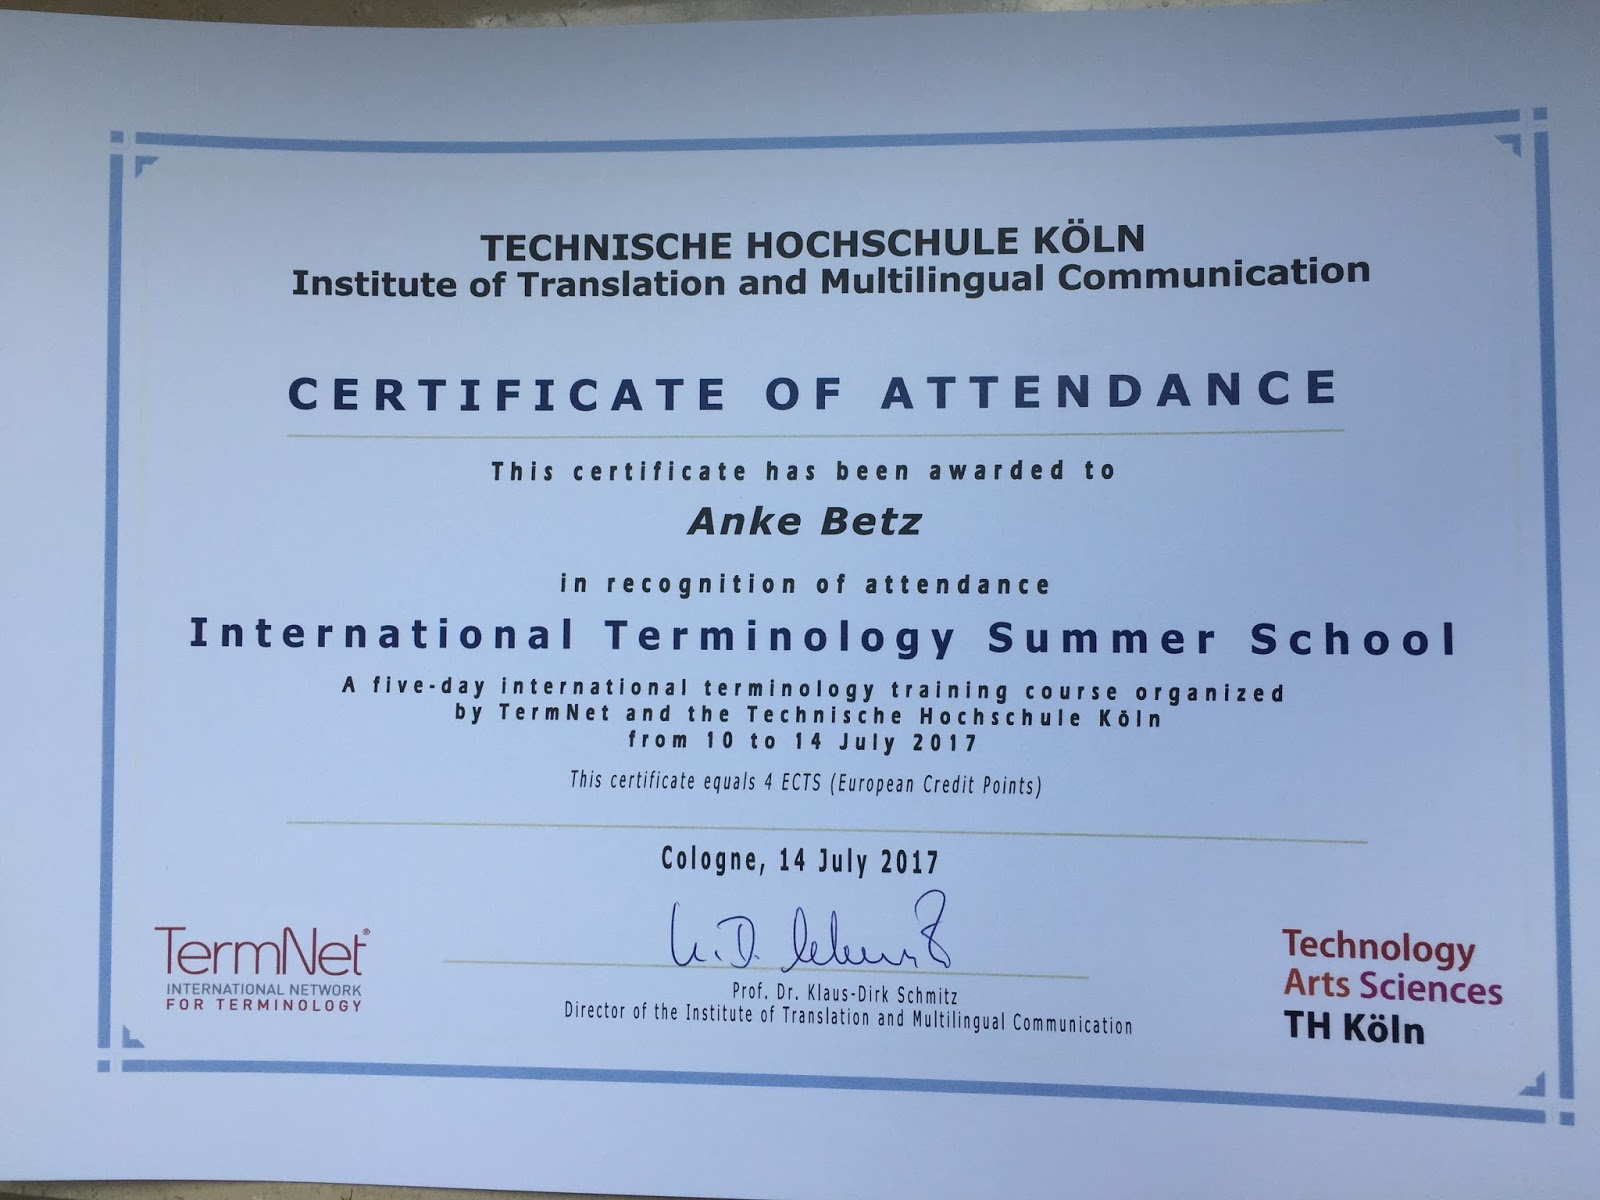 TECHNISCHE HOCHSCHULE KÖLN
Institute of Translation and Multilingual Communication
CERTIFICATE OF ATTENDANCE
This certificate has been awarded to
Anke Betz
in recognition of attendance
International Terminology Summer School
A five-day international terminology training course organized
by TermNet and the Technische Hochschule Köln
from 10 to 14 July 2017
This certificate equals 4 ECTS (European Credit Points)
Cologne, 14 July 2017
Prof. Dr. Klaus-Dirk Schmitz
Director of the Institute of Translation and Multilingual Communication
TermNet®
INTERNATIONAL NETWORK
FOR TERMINOLOGY
Technology
Arts Sciences
TH Köln